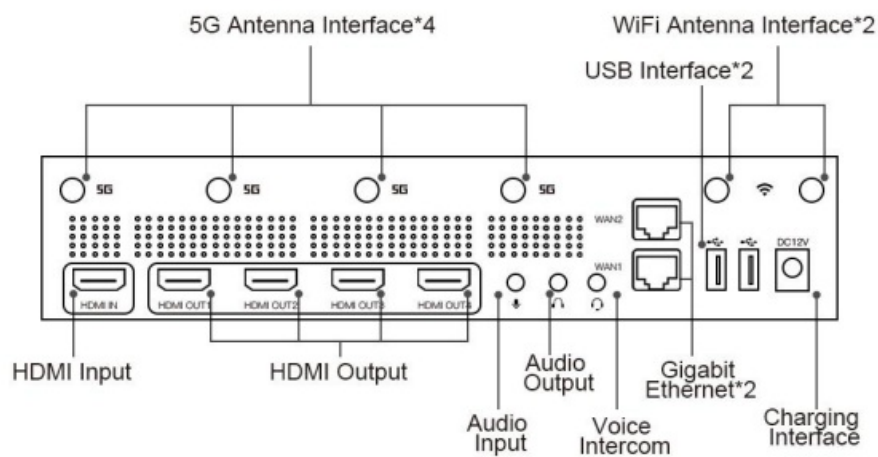 5G Antenna Interface*4
WiFi Antenna Interface*2
USB Interface*2
5G
5G
5G
5G
WAN2
WAN1
DC12V
HDMI IN
HDMI OUT1
HDMI OUT2
HDMI OUT3
HDMI OUT4
HDMI Input
HDMI Output
Audio
Output
Gigabit
Ethernet*2
Audio
Input
Voice
Intercom
Charging
Interface